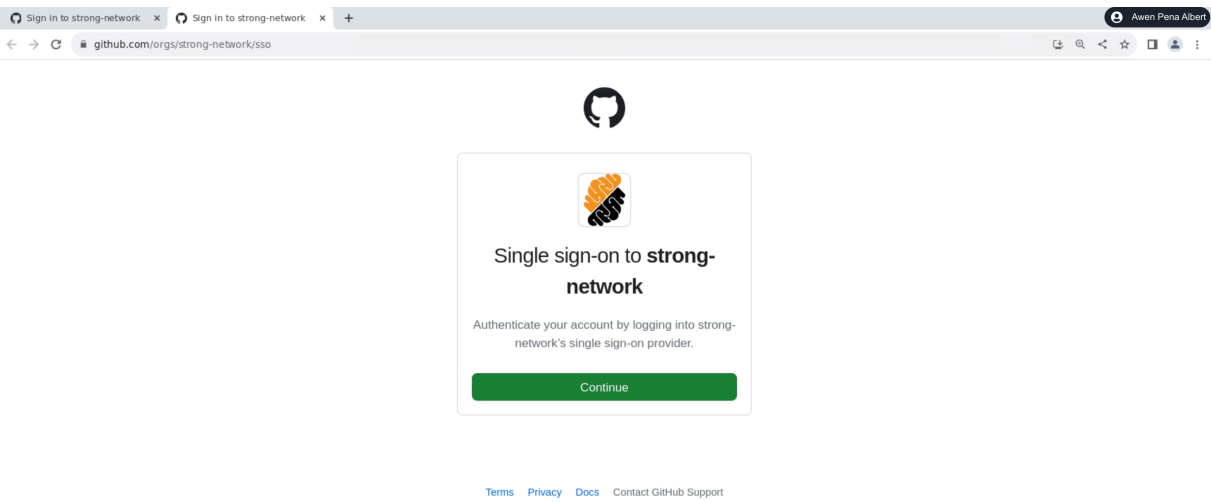 Sign in to strong-network
Sign in to strong-network
Awen Pena Albert
github.com/orgs/strong-network/sso
Single sign-on to strong-
network
Authenticate your account by logging into strong-
network's single sign-on provider.
Continue
Terms Privacy Docs Contact GitHub Support